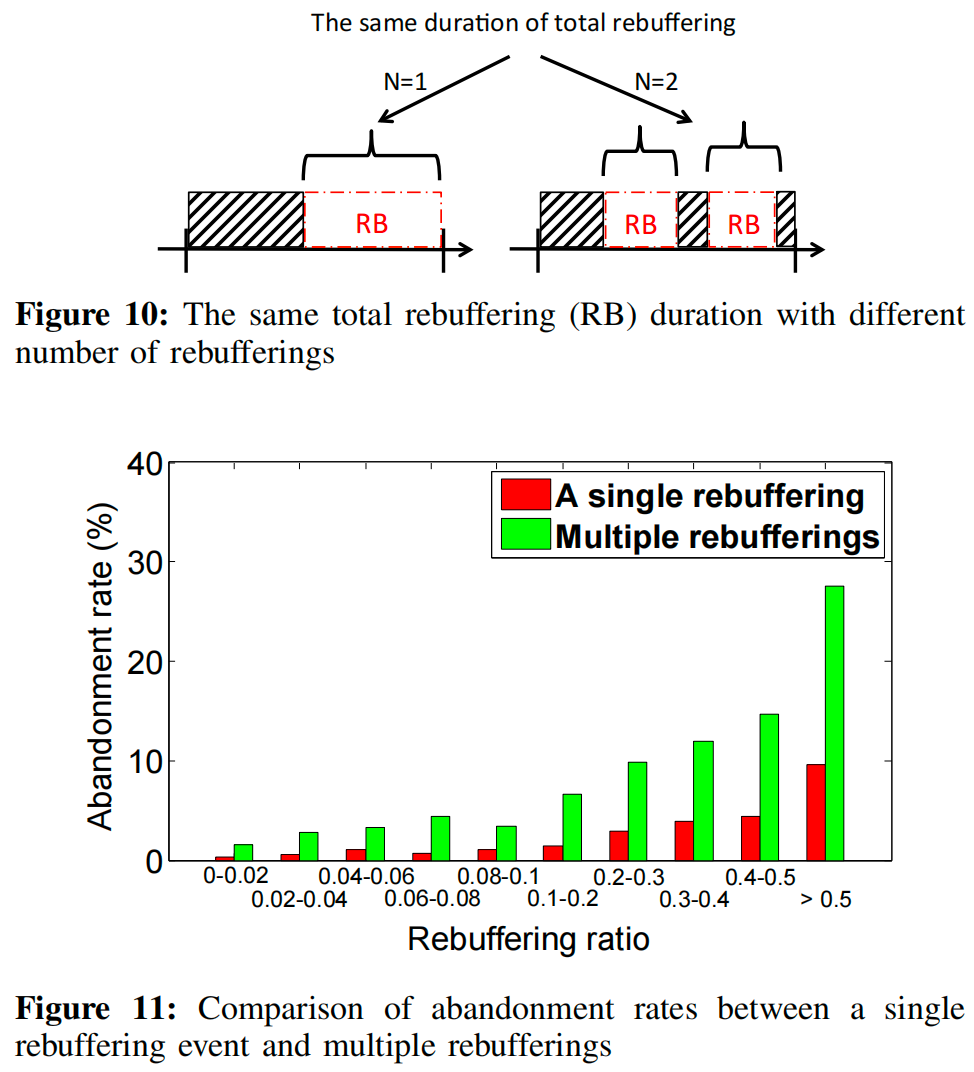 The same duration of total rebuffering
N=1
N=2
RB
RB
RB
Figure 10: The same total rebuffering (RB) duration with different
number of rebufferings
40
30
20
10
0
Abandonment rate (%)
A single rebuffering
Multiple rebufferings
0-0.02
0.02-0.04
0.04-0.06
0.06-0.08
0.08-0.1
0.1-0.2
0.2-0.3
0.3-0.4
0.4-0.5
> 0.5
Rebuffering ratio
Figure 11: Comparison of abandonment rates between a single
rebuffering event and multiple rebufferings